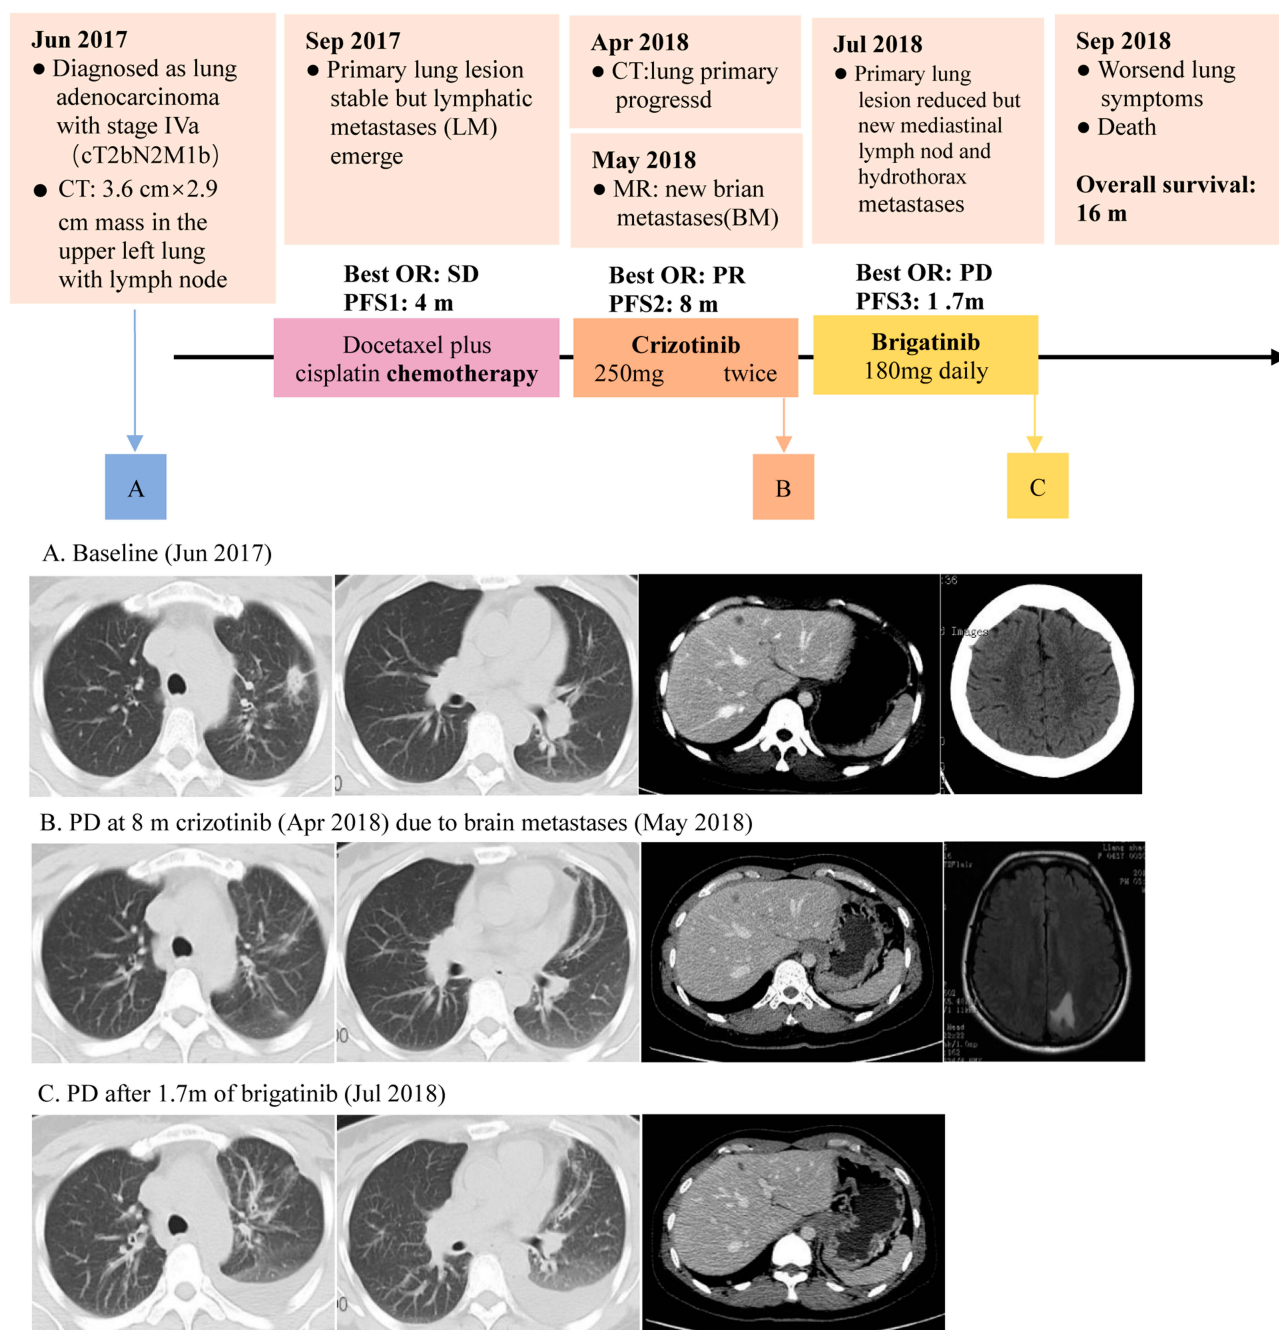 Jun 2017
● Diagnosed as lung
adenocarcinoma
with stage IVa
(cT2bN2M1b)
● CT: 3.6 cm×2.9
cm mass in the
upper left lung
with lymph node
Sep 2017
● Primary lung lesion
stable but lymphatic
metastases (LM)
emerge
Apr 2018
● CT:lung primary
progressd
May 2018
● MR: new brian
metastases(BM)
Jul 2018
● Primary lung
lesion reduced but
new mediastinal
lymph nod and
hydrothorax
metastases
Sep 2018
● Worsend lung
symptoms
● Death
Overall survival:
16 m
Best OR: SD
PFS1: 4 m
Best OR: PR
PFS2: 8 m
Best OR: PD
PFS3: 1 .7m
Docetaxel plus
cisplatin chemotherapy
Crizotinib
250mg twice
Brigatinib
180mg daily
A
B
C
A. Baseline (Jun 2017)
:36
d Images
B. PD at 8 m crizotinib (Apr 2018) due to brain metastases (May 2018)
Head
C. PD after 1.7m of brigatinib (Jul 2018)